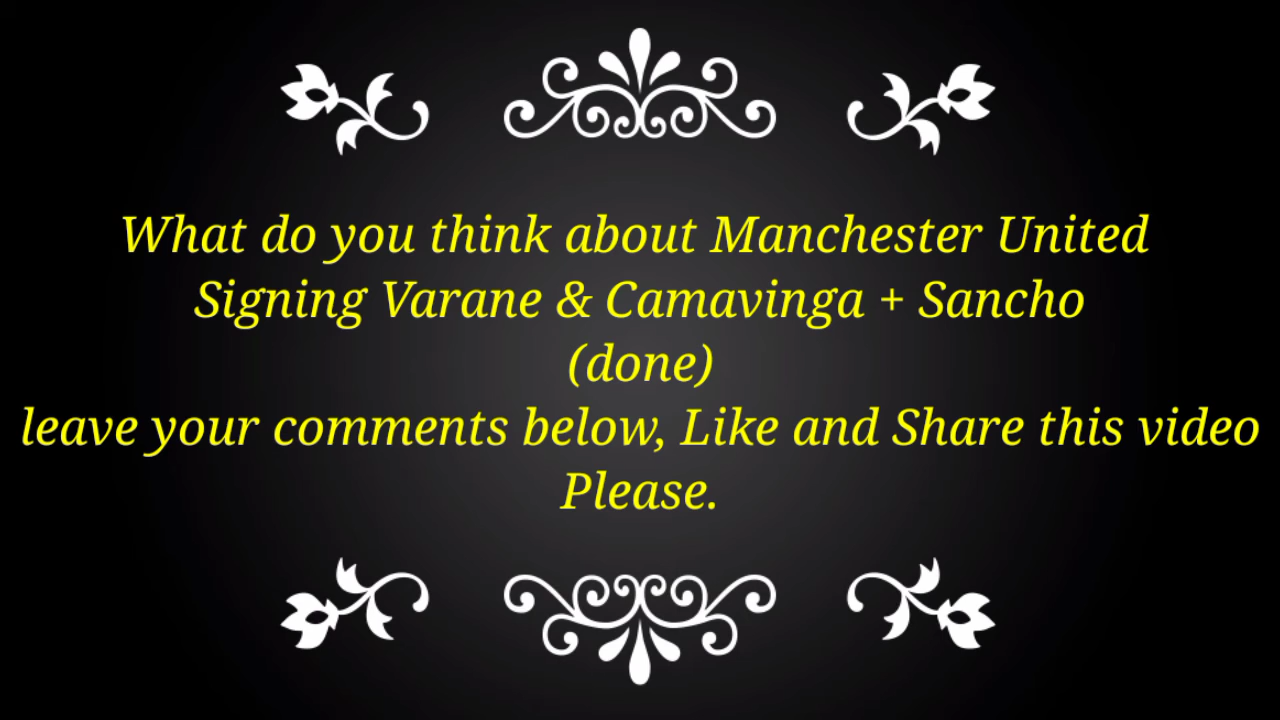 What do you think about Manchester United
Signing Varane & Camavinga + Sancho
(done)
leave your comments below, Like and Share this video
Please.